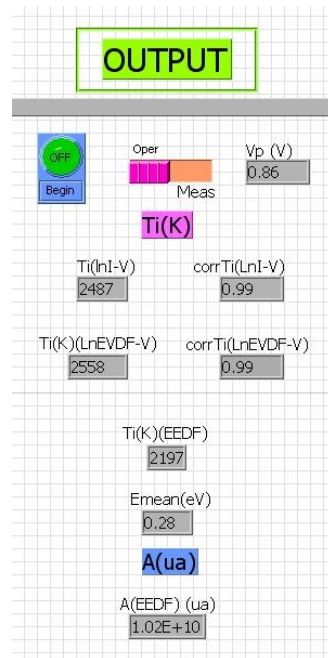 OUTPUT
OFF
Begin
Oper
Meas
Vp (V)
0.86
Ti(K)
Ti(lnI-V)
corrTi(LnI-V)
2487
0.99
Ti(K)(LnEVDF-V)
corrTi(LnEVDF-V)
2558
0.99
Ti(K)(EEDF)
2197
Emean(eV)
0.28
A(ua)
A(EEDF) (ua)
1.02E+10